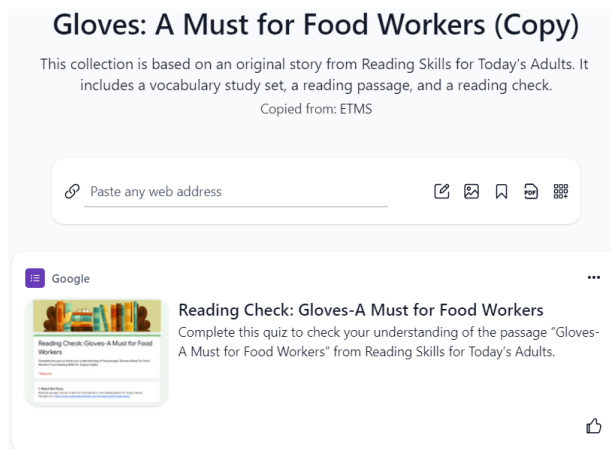 Gloves: A Must for Food Workers (Copy)
This collection is based on an original story from Reading Skills for Today's Adults. It
includes a vocabulary study set, a reading passage, and a reading check.
Copied from: ETMS
Paste any web address
PDF
Google
Reading Check: Gloves-A Must for Food Workers
Complete this quiz to check your understanding of the passage "Gloves-
A Must for Food Workers" from Reading Skills for Today's Adults.
Reading Check: Gloves-A Must for Food
Workers